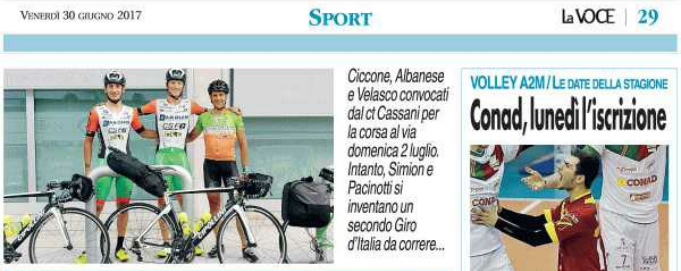 VENERDÌ 30 GIUGNO 2017
SPORT
La VOCE | 29
Ciccone, Albanese
e Velasco convocati
dal ct Cassani per
la corsa al via
domenica 2 luglio.
Intanto, Simion e
Pacinotti si
inventano un
secondo Giro
d'Italia da correre...
VOLLEY A2M / LE DATE DELLA STAGIONE
Conad, lunedì l'iscrizione
CONAD
7